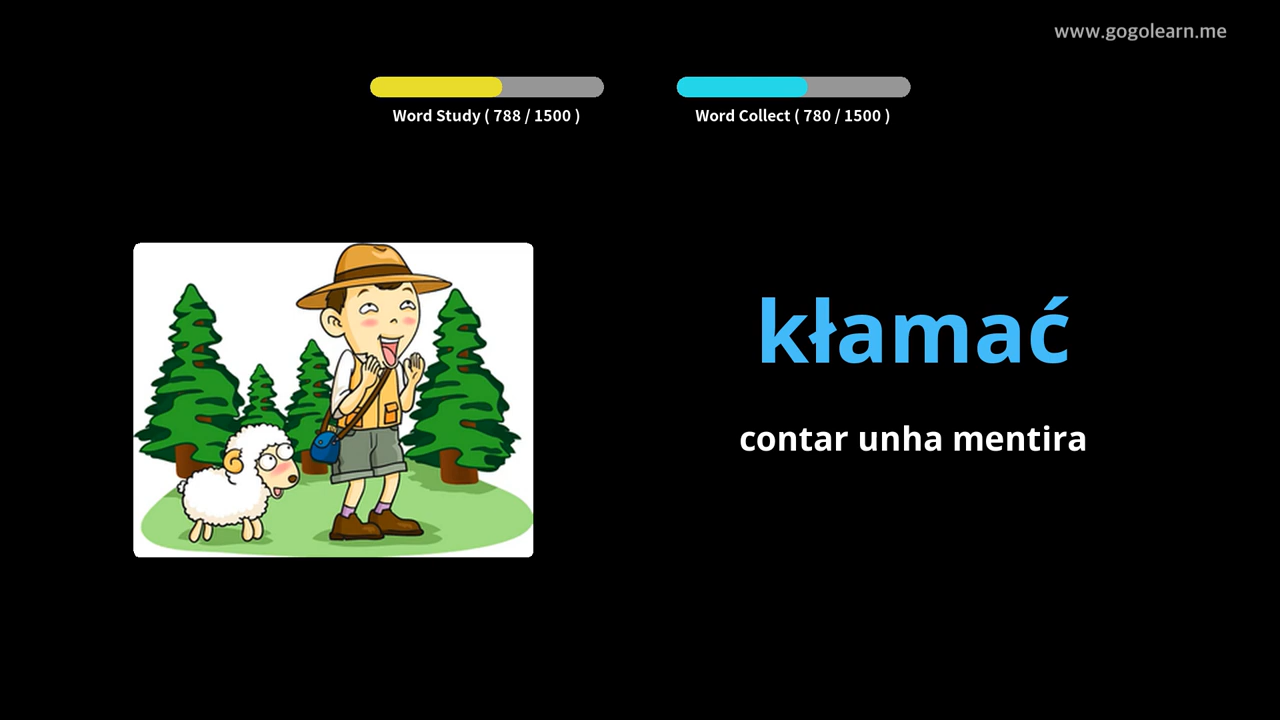 www.gogolearn.me
Word Study ( 788 / 1500 )
Word Collect ( 780 / 1500 )
kłamać
contar unha mentira